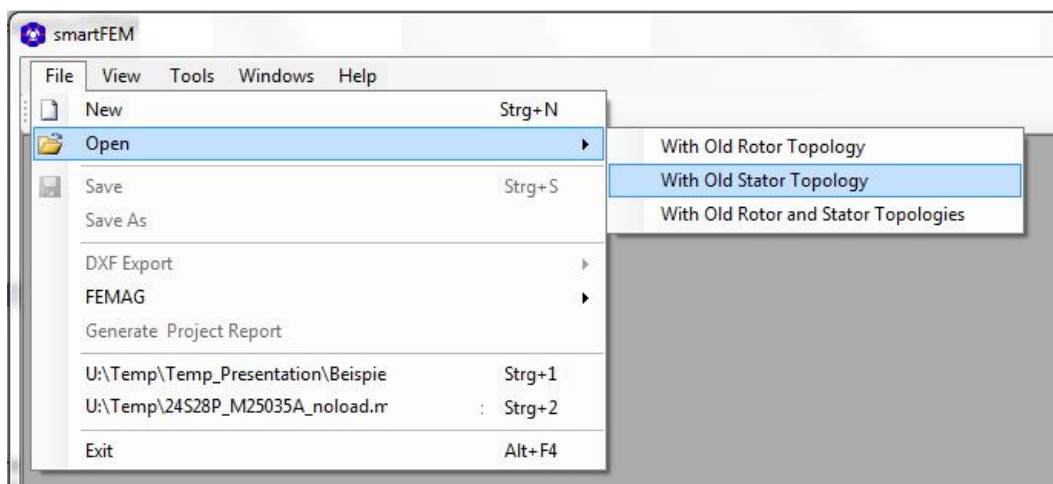 smartFEM
File View Tools Windows Help
New Strg+N
Open
With Old Rotor Topology
With Old Stator Topology
With Old Rotor and Stator Topologies
Save Strg+S
Save As
DXF Export
FEMAG
Generate Project Report
U:\Temp\Temp_Presentation\Beispie Strg+1
U:\Temp\24S28P_M25035A_noload.m : Strg+2
Exit Alt+F4